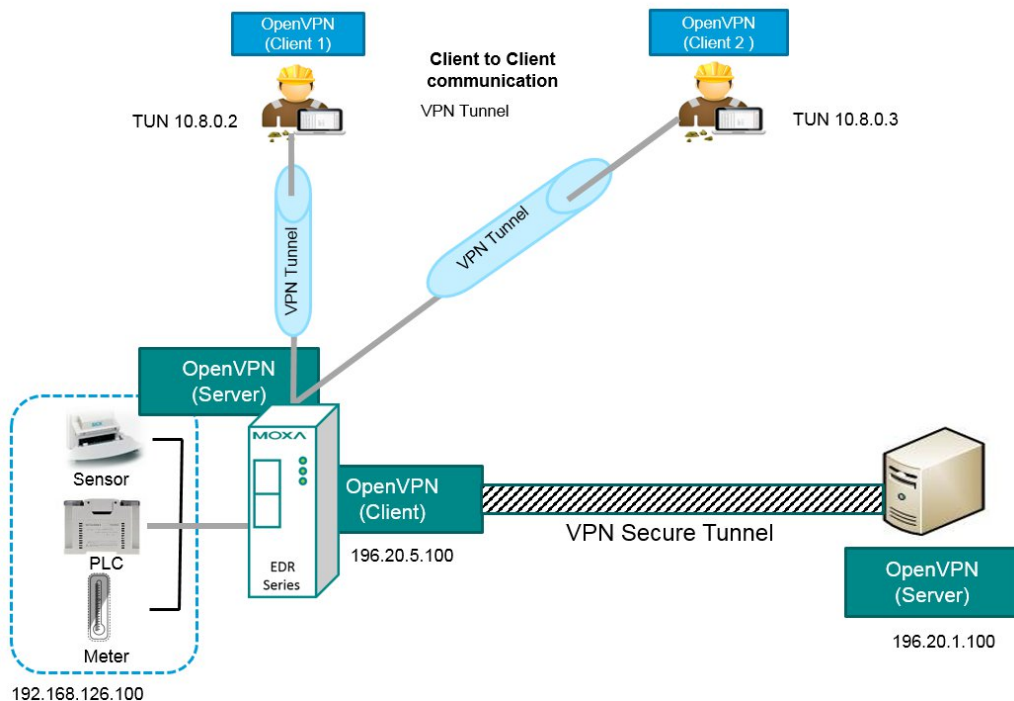 OpenVPN
(Client 1)
OpenVPN
(Client 2 )
Client to Client
communication
VPN Tunnel
TUN 10.8.0.2
TUN 10.8.0.3
VPN Tunnel
VPN Tunnel
OpenVPN
(Server)
MOXA
Sensor
OpenVPN
(Client)
VPN Secure Tunnel
196.20.5.100
PLC
EDR
Series
OpenVPN
(Server)
Meter
196.20.1.100
192.168.126.100